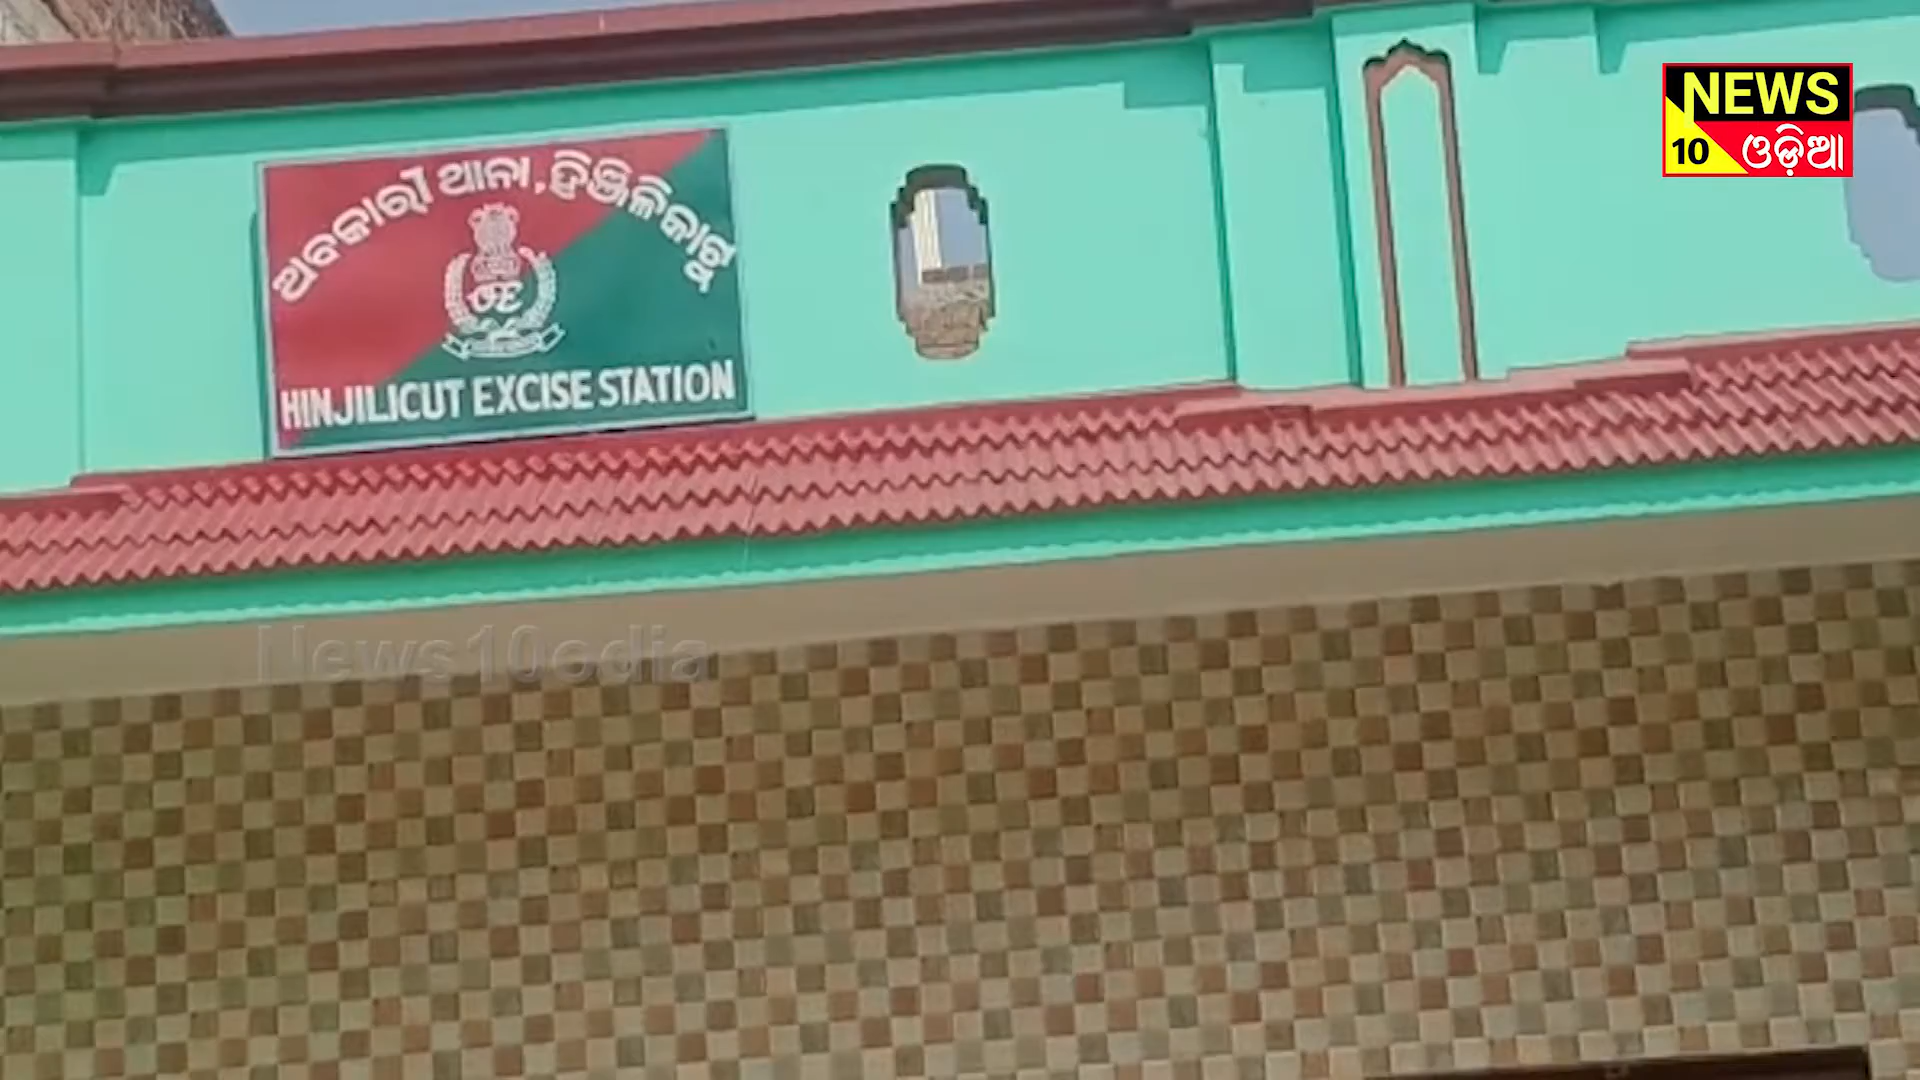 ଅବକାରୀ ଥାନା, ହିଞ୍ଜିଳିକାଟୁ
HINJILICUT EXCISE STATION
NEWS
10 ଓଡ଼ିଆ
News10odia